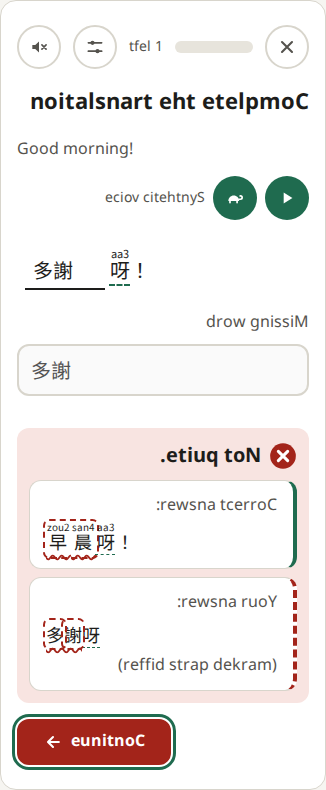 1 tfel
noitalsnart eht etelpmoC
Good morning!
eciov citehtnyS
aa3
多謝 呀！
drow gnissiM
多謝
.etiuq toN
:rewsna tcerroC
zou2 san4 aa3
早晨呀！
:rewsna ruoY
多謝呀
(reffid strap dekram)
eunitnoC